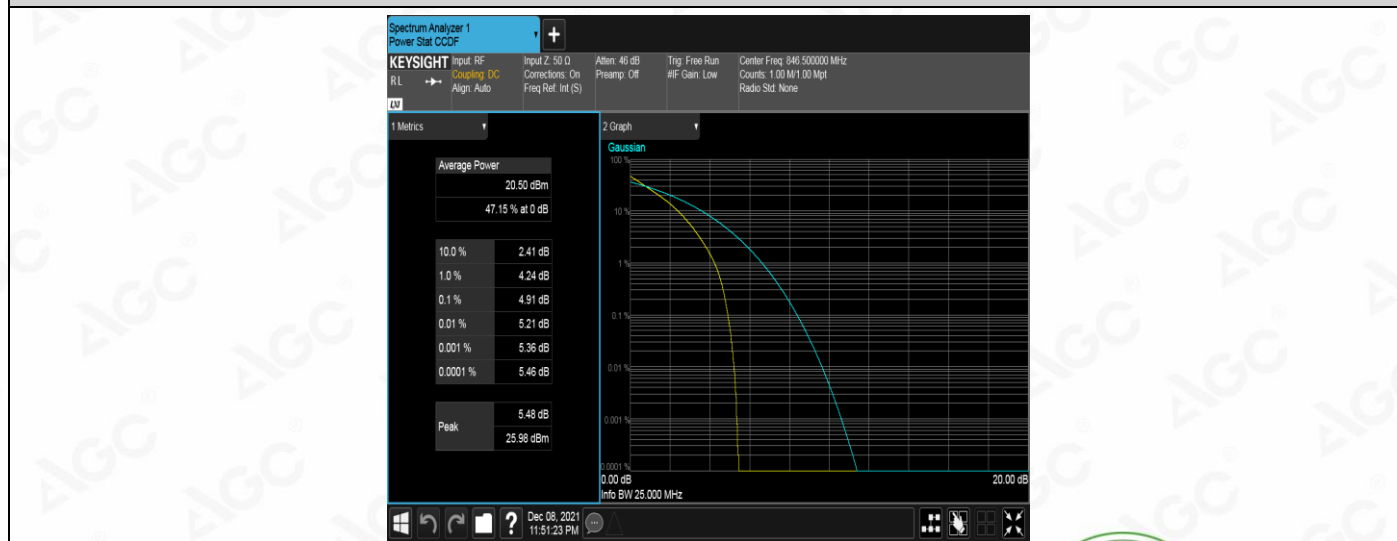 Spectrum Analyzer 1
Power Stat CCDF
+
KEYSIGHT
RL
LXI
Input: RF
Coupling: DC
Align: Auto
Input Z: 50 Ω
Corrections: On
Freq Ref: Int (S)
Atten: 46 dB
Preamp: Off
Trig: Free Run
#IF Gain: Low
Center Freq: 846.500000 MHz
Counts: 1.00 M/1.00 Mpt
Radio Std: None
1 Metrics
Average Power
20.50 dBm
47.15 % at 0 dB
10.0 % 2.41 dB
1.0 % 4.24 dB
0.1 % 4.91 dB
0.01 % 5.21 dB
0.001 % 5.36 dB
0.0001 % 5.46 dB
Peak
5.48 dB
25.98 dBm
2 Graph
Gaussian
100 %
10 %
1 %
0.1 %
0.01 %
0.001 %
0.0001 %
0.00 dB 20.00 dB
Info BW 25.000 MHz
?
Dec 08, 2021
11:51:23 PM
AGC